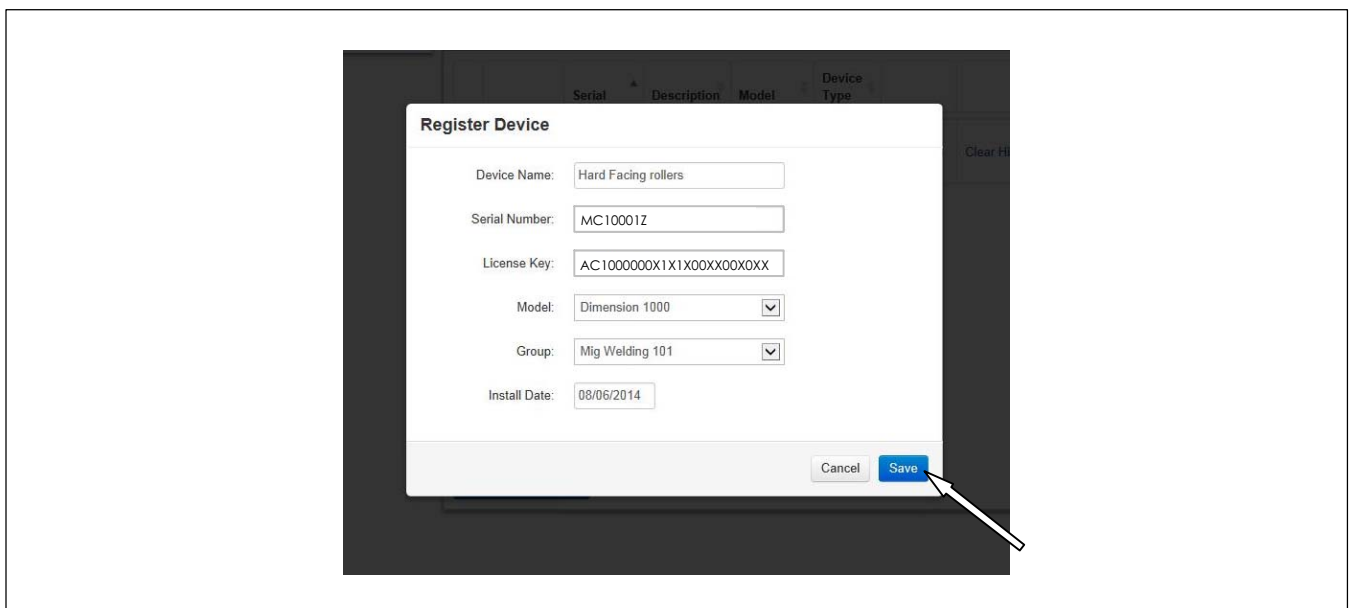 Device
Serial Description Model Type
Register Device
Clear Hi
Device Name: Hard Facing rollers
Serial Number: MC10001Z
License Key: AC1000000X1X1X00XX00X0XX
Model: Dimension 1000
Group: Mig Welding 101
Install Date: 08/06/2014
Cancel Save